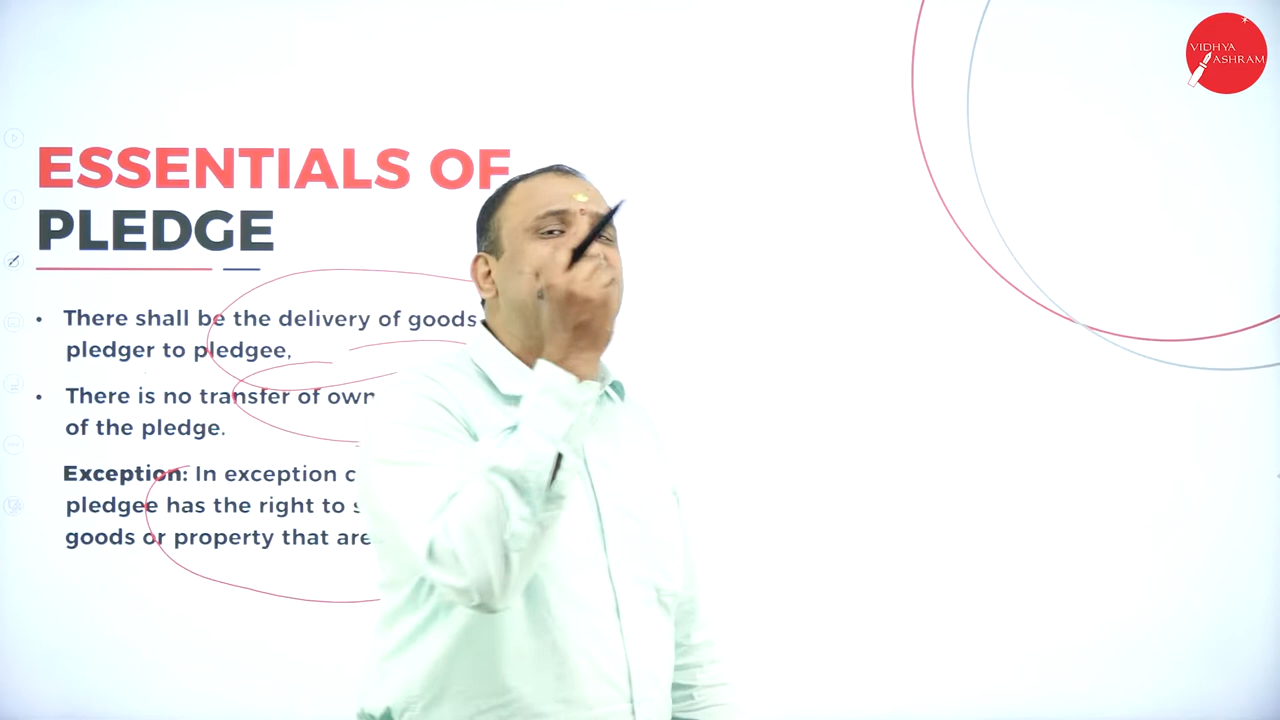 VIDHYA
ASHRAM
ESSENTIALS OF
PLEDGE
• There shall be the delivery of goods
pledger to pledgee,
• There is no transfer of
of the pledge.
Exception: In exception
pledgee has the right to
goods or property that are